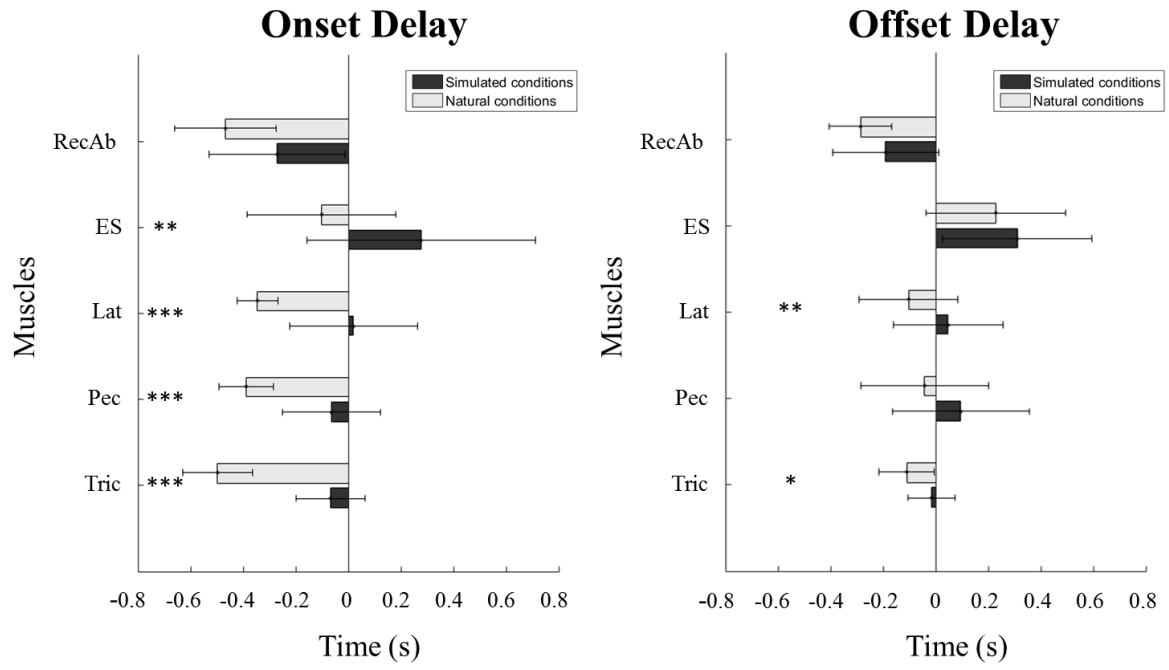 Onset Delay
Simulated conditions
Natural conditions
Muscles
RecAb
ES **
Lat ***
Pec ***
Tric ***
-0.8 -0.6 -0.4 -0.2 0 0.2 0.4 0.6 0.8
Time (s)
Offset Delay
Simulated conditions
Natural conditions
Muscles
RecAb
ES
Lat **
Pec
Tric *
-0.8 -0.6 -0.4 -0.2 0 0.2 0.4 0.6 0.8
Time (s)